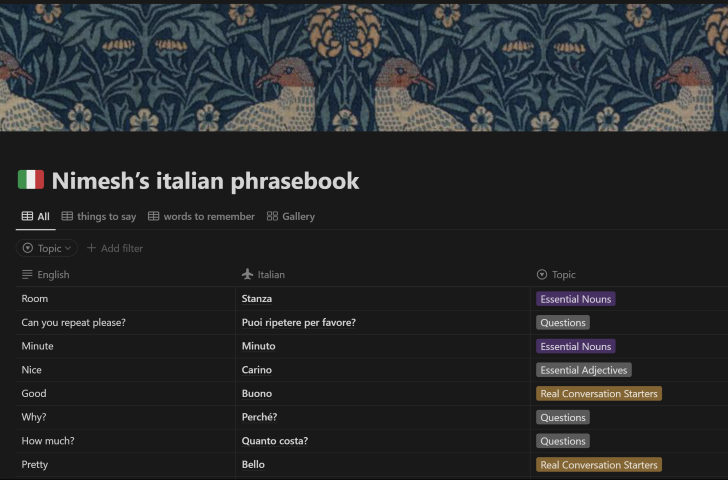 Nimesh’s italian phrasebook
All things to say words to remember Gallery
Topic Add filter
English Italian Topic
Room Stanza Essential Nouns
Can you repeat please? Puoi ripetere per favore? Questions
Minute Minuto Essential Nouns
Nice Carino Essential Adjectives
Good Buono Real Conversation Starters
Why? Perché? Questions
How much? Quanto costa? Questions
Pretty Bello Real Conversation Starters